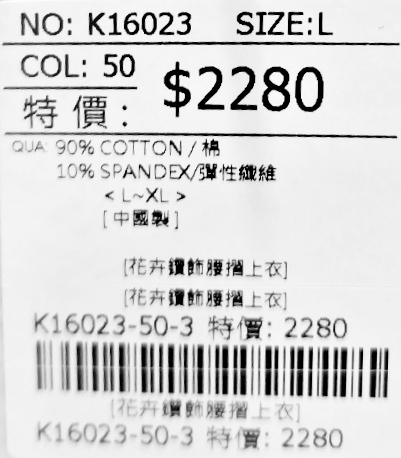 NO: K16023 SIZE:L
COL: 50
$2280
特價:
QUA: 90% COTTON / 棉
10% SPANDEX/彈性纖維
< L~XL >
[中國製]
[花卉鑽飾腰摺上衣]
[花卉鑽飾腰摺上衣]
K16023-50-3 特價: 2280
[花卉鑽飾腰摺上衣]
K16023-50-3 特價: 2280